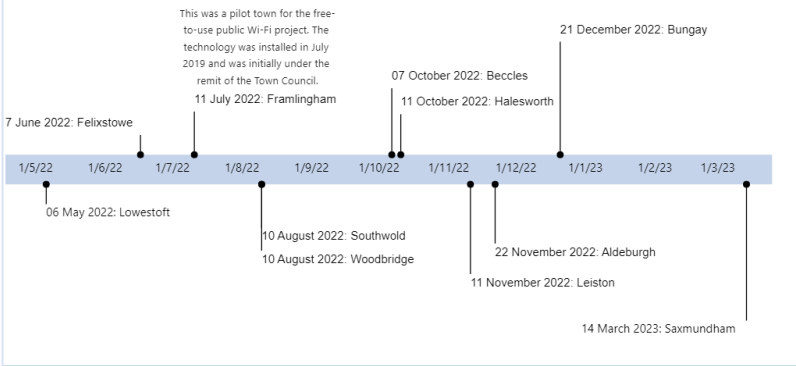 This was a pilot town for the free-
to-use public Wi-Fi project. The
technology was installed in July
2019 and was initially under the
remit of the Town Council.
21 December 2022: Bungay
07 October 2022: Beccles
11 July 2022: Framlingham
11 October 2022: Halesworth
7 June 2022: Felixstowe
1/5/22 1/6/22 1/7/22 1/8/22 1/9/22 1/10/22 1/11/22 1/12/22 1/1/23 1/2/23 1/3/23
06 May 2022: Lowestoft
10 August 2022: Southwold
22 November 2022: Aldeburgh
10 August 2022: Woodbridge
11 November 2022: Leiston
14 March 2023: Saxmundham